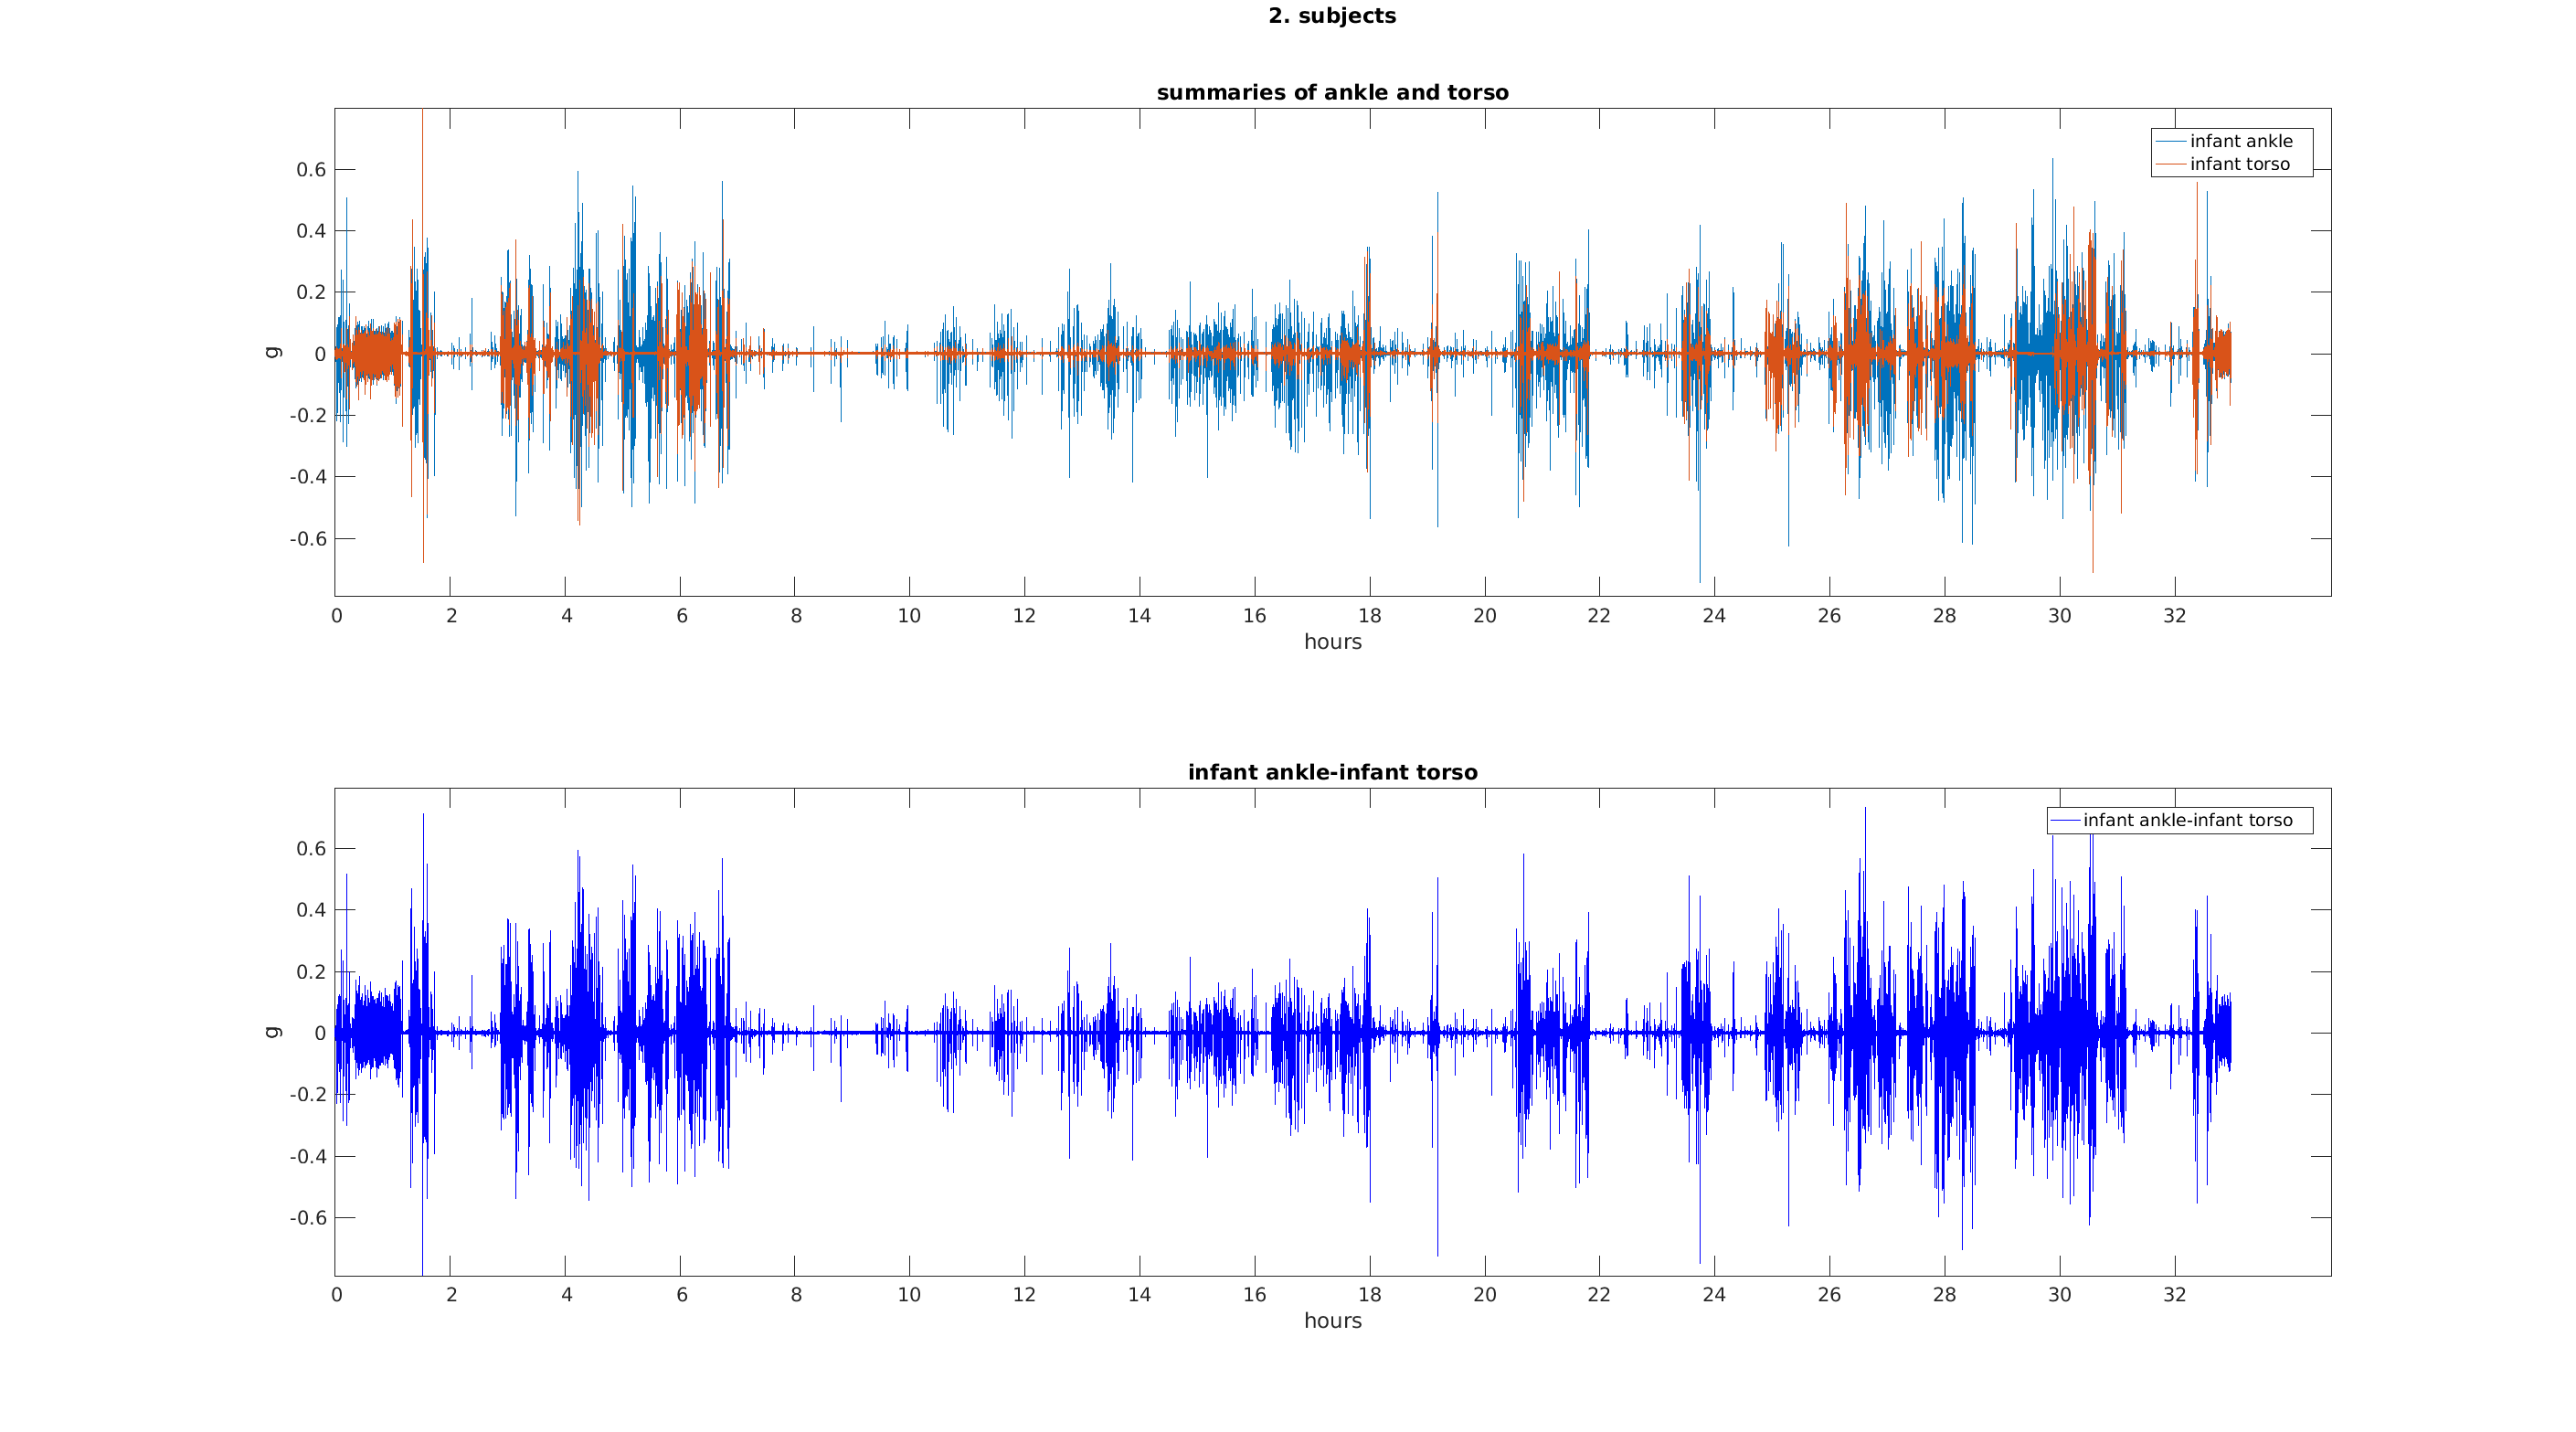 2. subjects
summaries of ankle and torso
infant ankle
infant torso
0.6
0.4
0.2
0
-0.2
-0.4
-0.6
g
0 2 4 6 8 10 12 14 16 18 20 22 24 26 28 30 32
hours
infant ankle-infant torso
infant ankle-infant torso
0.6
0.4
0.2
0
-0.2
-0.4
-0.6
g
0 2 4 6 8 10 12 14 16 18 20 22 24 26 28 30 32
hours